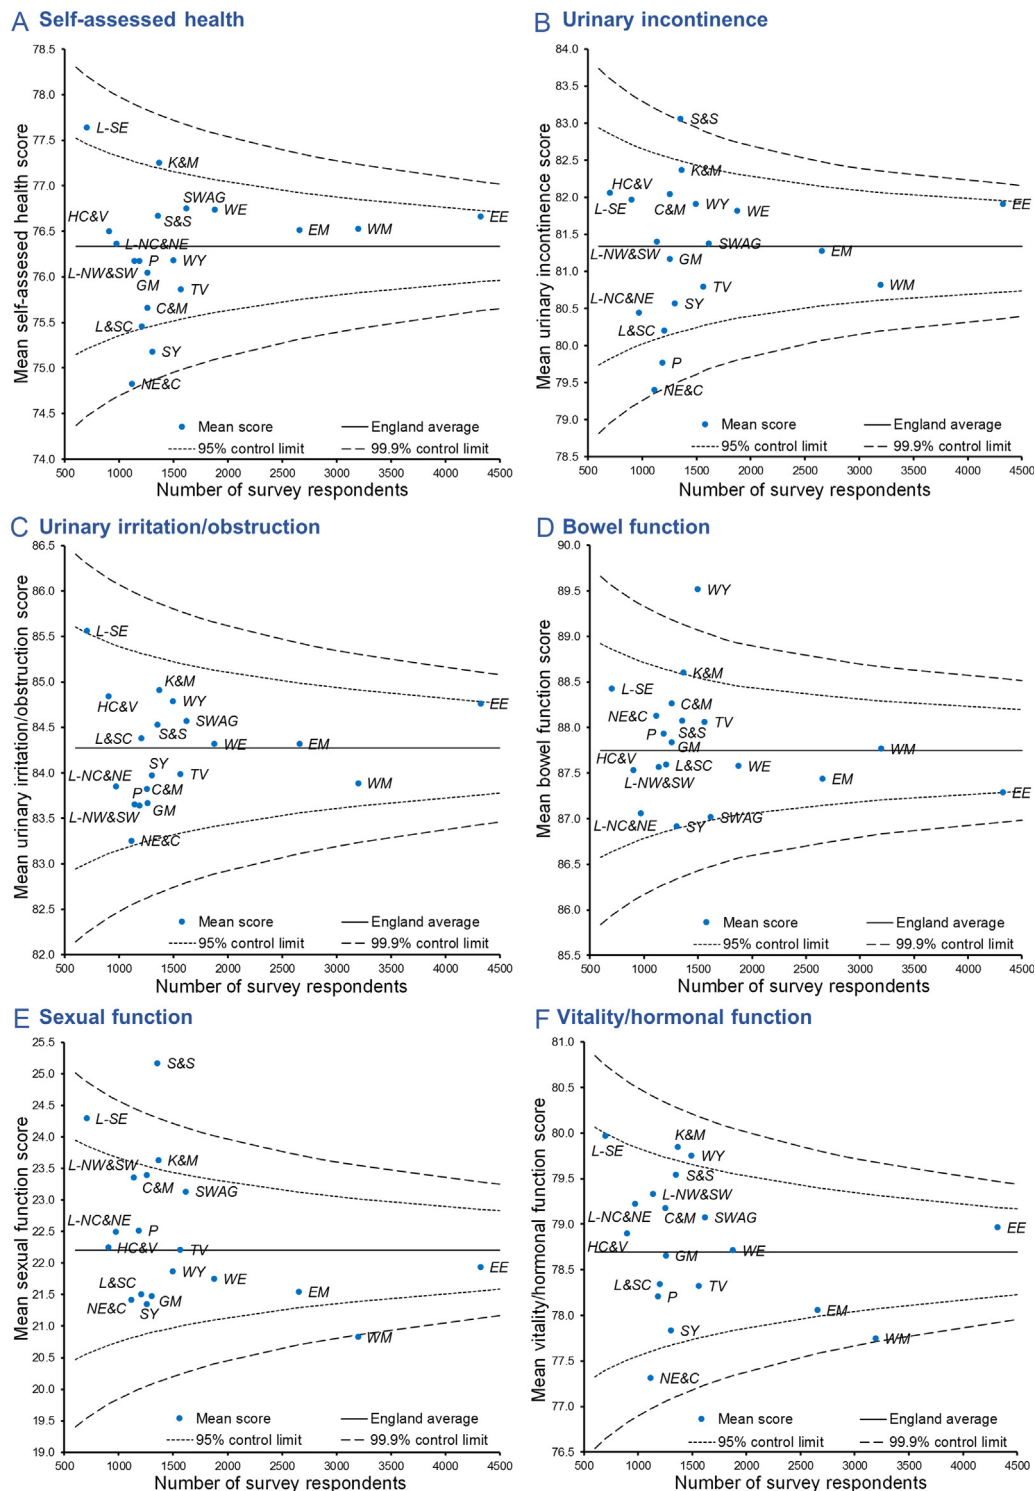 A Self-assessed health
Mean self-assessed health score
78.5
78.0
77.5
77.0
76.5
76.0
75.5
75.0
74.5
74.0
L-SE
K&M
SWAG
WE
HC&V
S&S
EE
EM
WM
L-NC&NE
P
WY
L-NW&SW
GM
TV
C&M
L&SC
SY
NE&C
Mean score
England average
95% control limit
99.9% control limit
500 1000 1500 2000 2500 3000 3500 4000 4500
Number of survey respondents
B Urinary incontinence
Mean urinary incontinence score
84.0
83.5
83.0
82.5
82.0
81.5
81.0
80.5
80.0
79.5
79.0
78.5
S&S
K&M
HC&V
L-SE
C&M
WY
WE
EE
L-NW&SW
SWAG
GM
EM
TV
WM
L-NC&NE
SY
L&SC
P
NE&C
Mean score
England average
95% control limit
99.9% control limit
500 1000 1500 2000 2500 3000 3500 4000 4500
Number of survey respondents
C Urinary irritation/obstruction
Mean urinary irritation/obstruction score
86.5
86.0
85.5
85.0
84.5
84.0
83.5
83.0
82.5
82.0
L-SE
K&M
HC&V
WY
EE
SWAG
S&S
L&SC
WE
EM
SY
L-NC&NE
TV
P
C&M
WM
L-NW&SW
GM
NE&C
Mean score
England average
95% control limit
99.9% control limit
500 1000 1500 2000 2500 3000 3500 4000 4500
Number of survey respondents
D Bowel function
Mean bowel function score
90.0
89.5
89.0
88.5
88.0
87.5
87.0
86.5
86.0
85.5
WY
K&M
L-SE
C&M
NE&C
TV
P
S&S
GM
WM
HC&V
L&SC
WE
L-NW&SW
EM
EE
L-NC&NE
SY
SWAG
Mean score
England average
95% control limit
99.9% control limit
500 1000 1500 2000 2500 3000 3500 4000 4500
Number of survey respondents
E Sexual function
Mean sexual function score
25.5
25.0
24.5
24.0
23.5
23.0
22.5
22.0
21.5
21.0
20.5
20.0
19.5
19.0
S&S
L-SE
L-NW&SW
K&M
C&M
SWAG
L-NC&NE
P
HC&V
TV
WY
WE
EE
L&SC
EM
NE&C
GM
SY
WM
Mean score
England average
95% control limit
99.9% control limit
500 1000 1500 2000 2500 3000 3500 4000 4500
Number of survey respondents
F Vitality/hormonal function
Mean vitality/hormonal function score
81.0
80.5
80.0
79.5
79.0
78.5
78.0
77.5
77.0
76.5
K&M
L-SE
WY
S&S
L-NW&SW
L-NC&NE
C&M
SWAG
EE
HC&V
GM
WE
L&SC
TV
P
EM
SY
WM
NE&C
Mean score
England average
95% control limit
99.9% control limit
500 1000 1500 2000 2500 3000 3500 4000 4500
Number of survey respondents